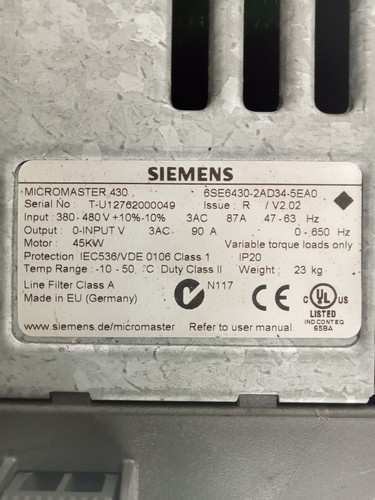 SIEMENS
MICROMASTER 430 6SE6430-2AD34-5EA0
Serial No : T-U12762000049 Issue : R / V2.02
Input : 380-480 V +10%-10% 3AC 87A 47-63 Hz
Output : 0-INPUT V 3AC 90 A 0-650 Hz
Motor : 45KW Variable torque loads only
Protection IEC536/VDE 0106 Class 1 IP20
Temp Range : -10 - 50, °C Duty Class II Weight : 23 kg
Line Filter Class A
N117
CE
UL
LISTED
IND CONT EQ
65BA
Made in EU (Germany)
www.siemens.de/micromaster Refer to user manual.